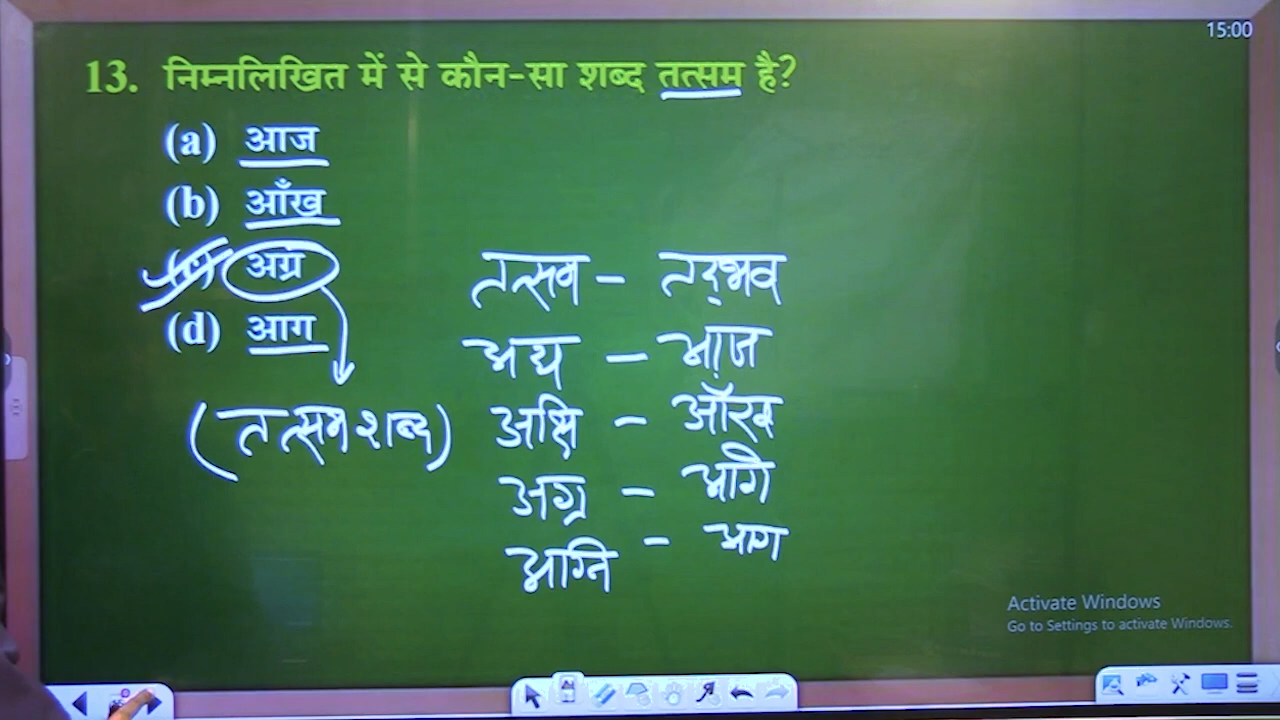 15:00
13. निम्नलिखित में से कौन-सा शब्द तत्सम है?
(a) आज
(b) आँख
अग्र
(d) आग
(तत्सम शब्द)
तत्सम - तद्भव
अद्य - आज
अक्षि - आँख
अग्र - आगे
अग्नि - आग
Activate Windows
Go to Settings to activate Windows.